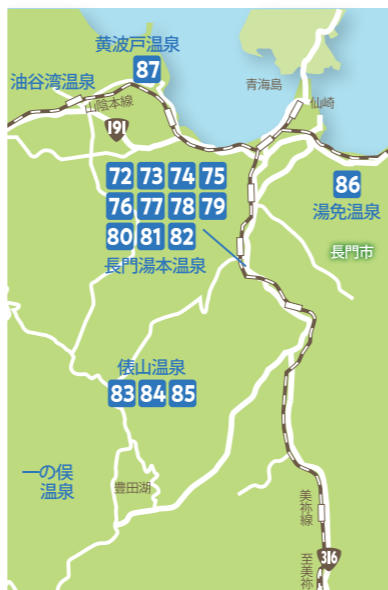 黄波戸温泉
87
油谷湾温泉
山陰本線
191
青海島
仙崎
72 73 74 75
76 77 78 79
80 81 82
長門湯本温泉
86
湯免温泉
長門市
俵山温泉
83 84 85
一の俣
温泉
豊田湖
美祢線
316
至美祢